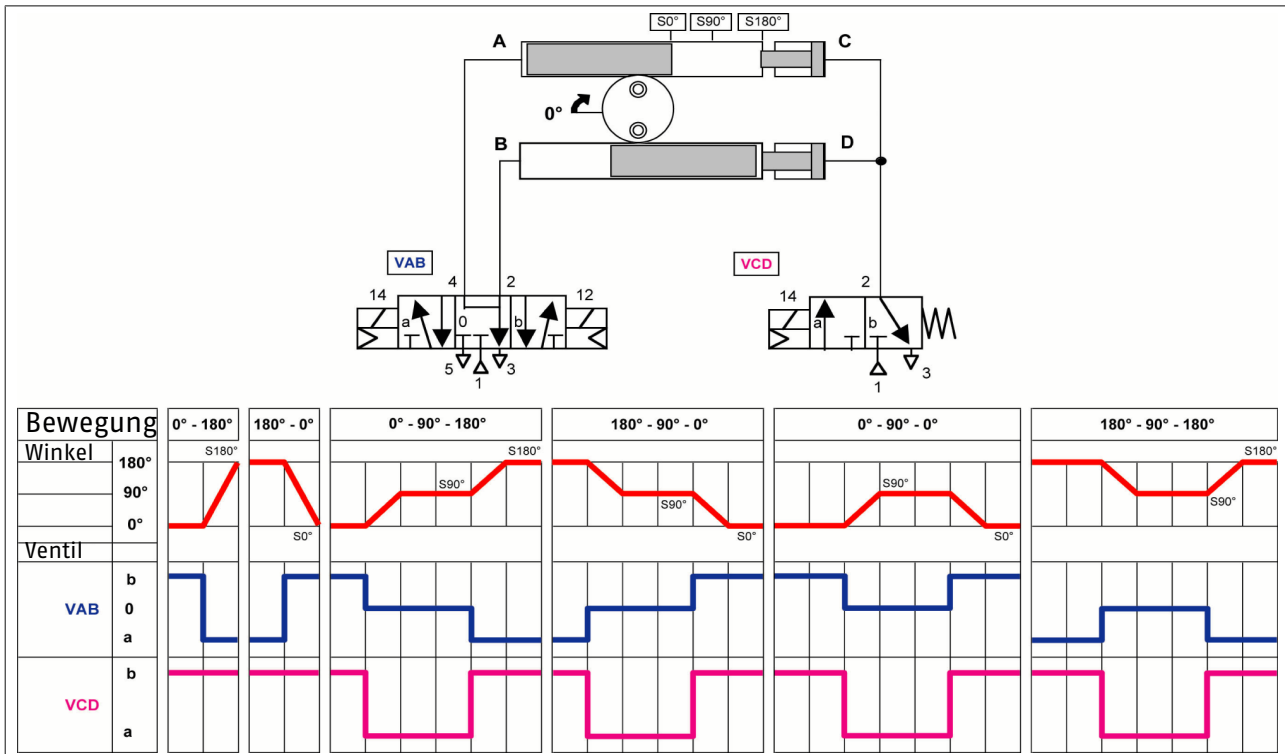 S0° S90° S180°
A C
0°
B D
VAB VCD
4 2 2
14 12 14
a 0 b a b
5 1 3 1 3
Bewegung 0° - 180° 180° - 0° 0° - 90° - 180° 180° - 90° - 0° 0° - 90° - 0° 180° - 90° - 180°
Winkel S180° S180° S180°
180°
90° S90° S90° S90° S90°
0° S0° S0° S0°
Ventil
b
VAB 0
a
b
VCD
a